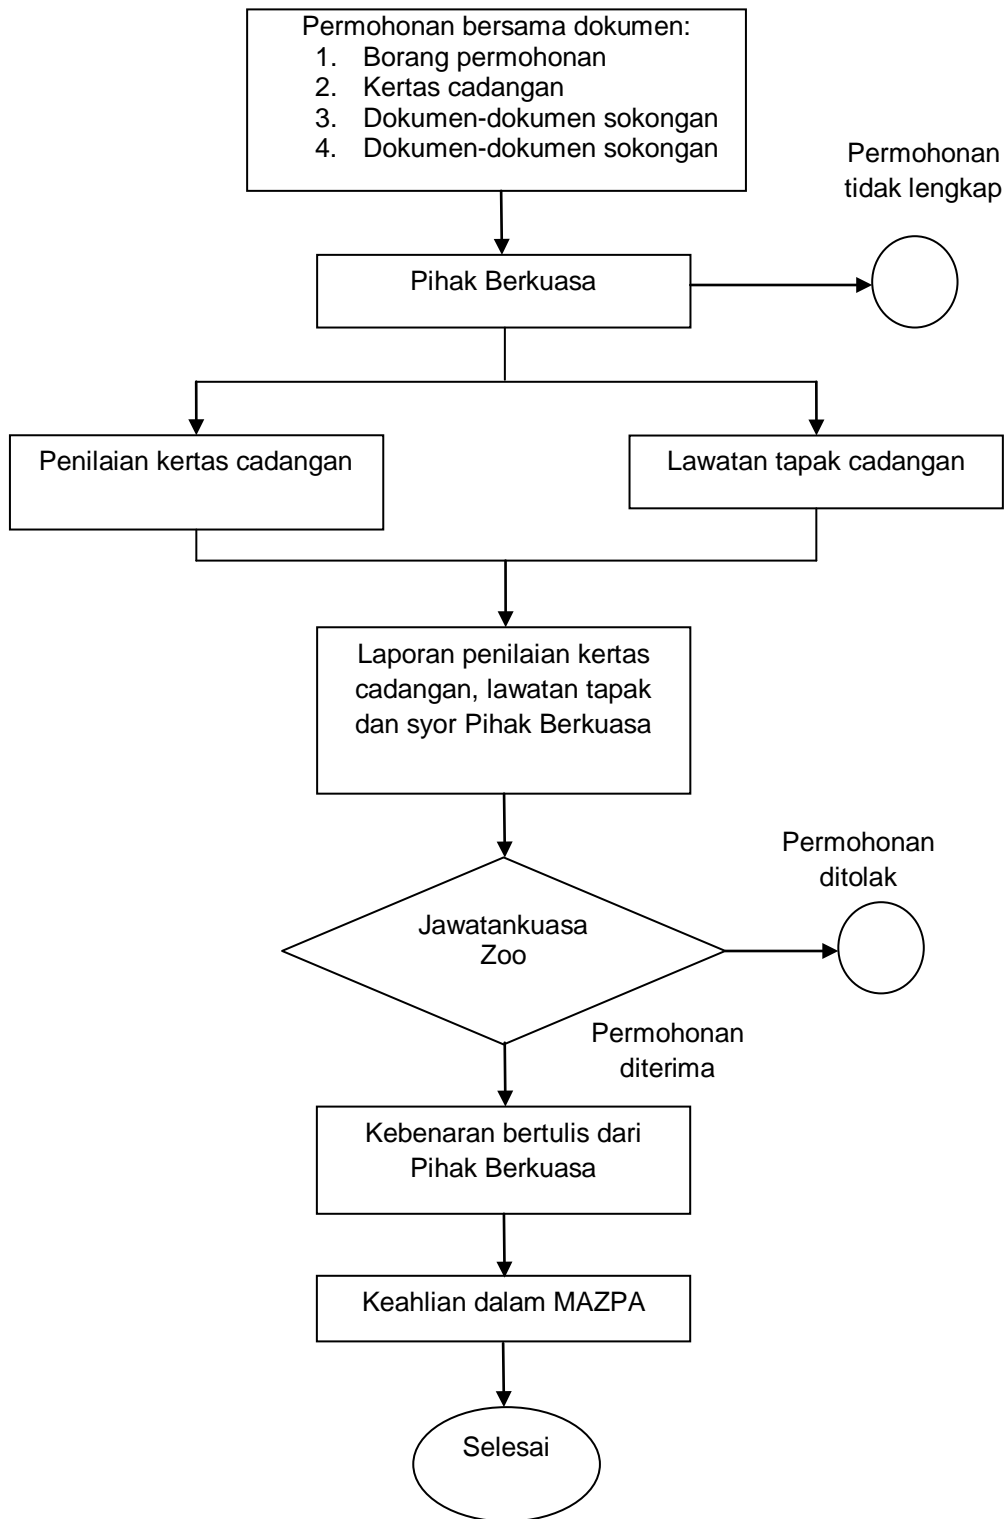 Permohonan bersama dokumen:
1. Borang permohonan
2. Kertas cadangan
3. Dokumen-dokumen sokongan
4. Dokumen-dokumen sokongan
Permohonan
tidak lengkap
Pihak Berkuasa
Penilaian kertas cadangan
Lawatan tapak cadangan
Laporan penilaian kertas
cadangan, lawatan tapak
dan syor Pihak Berkuasa
Permohonan
ditolak
Jawatankuasa
Zoo
Permohonan
diterima
Kebenaran bertulis dari
Pihak Berkuasa
Keahlian dalam MAZPA
Selesai